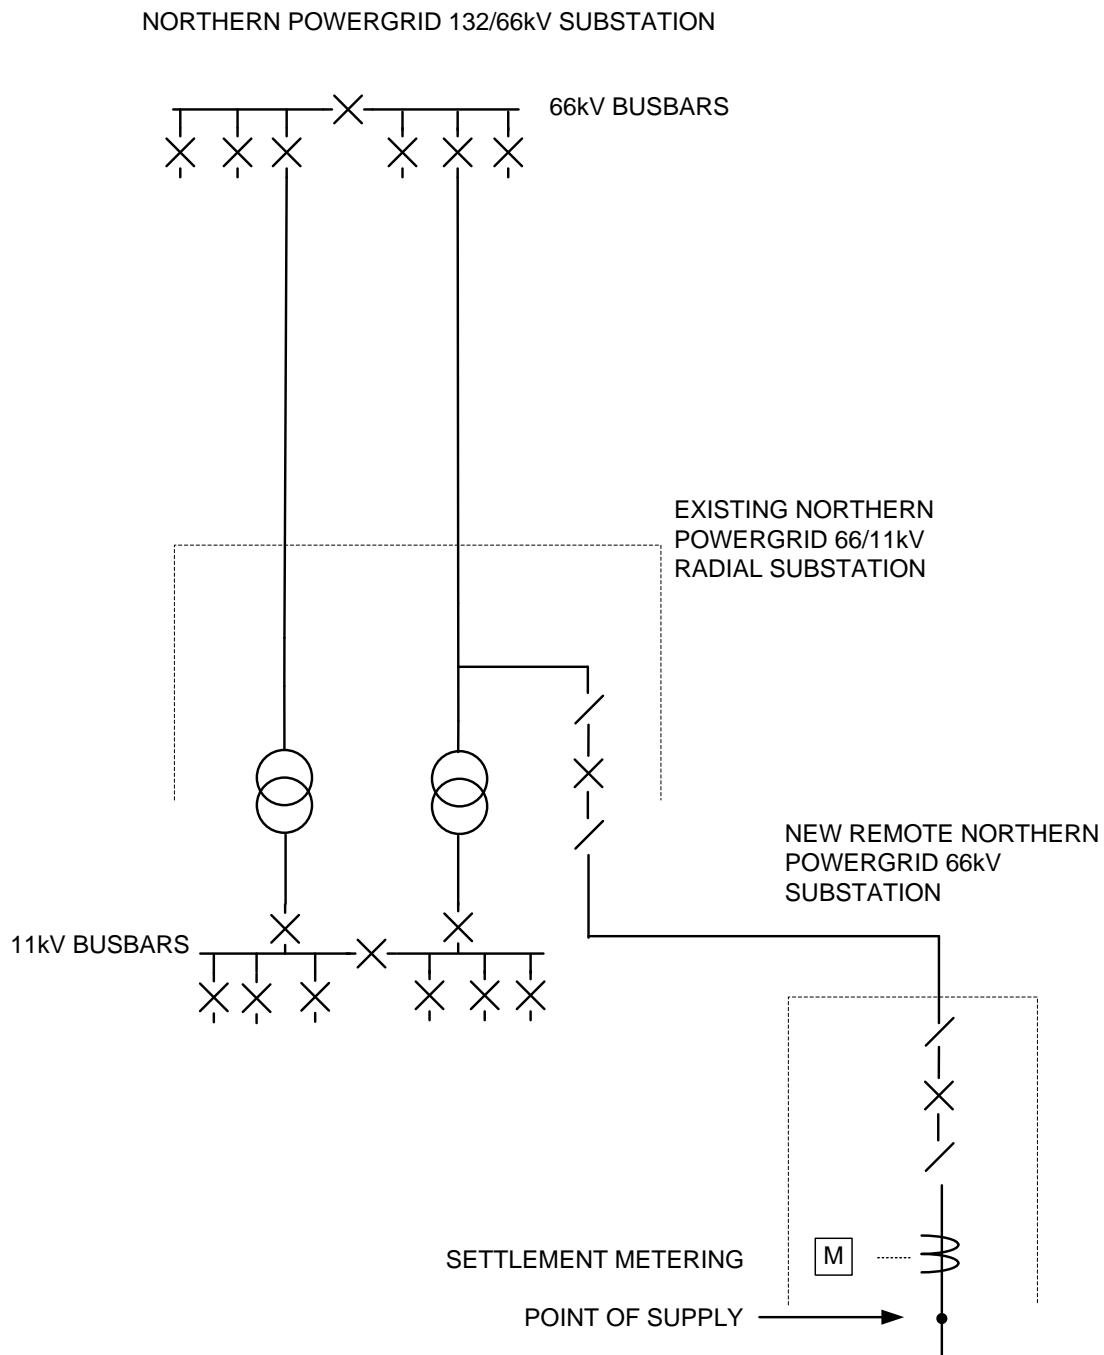 NORTHERN POWERGRID 132/66kV SUBSTATION
66kV BUSBARS
EXISTING NORTHERN
POWERGRID 66/11kV
RADIAL SUBSTATION
NEW REMOTE NORTHERN
POWERGRID 66kV
SUBSTATION
11kV BUSBARS
SETTLEMENT METERING
M
POINT OF SUPPLY